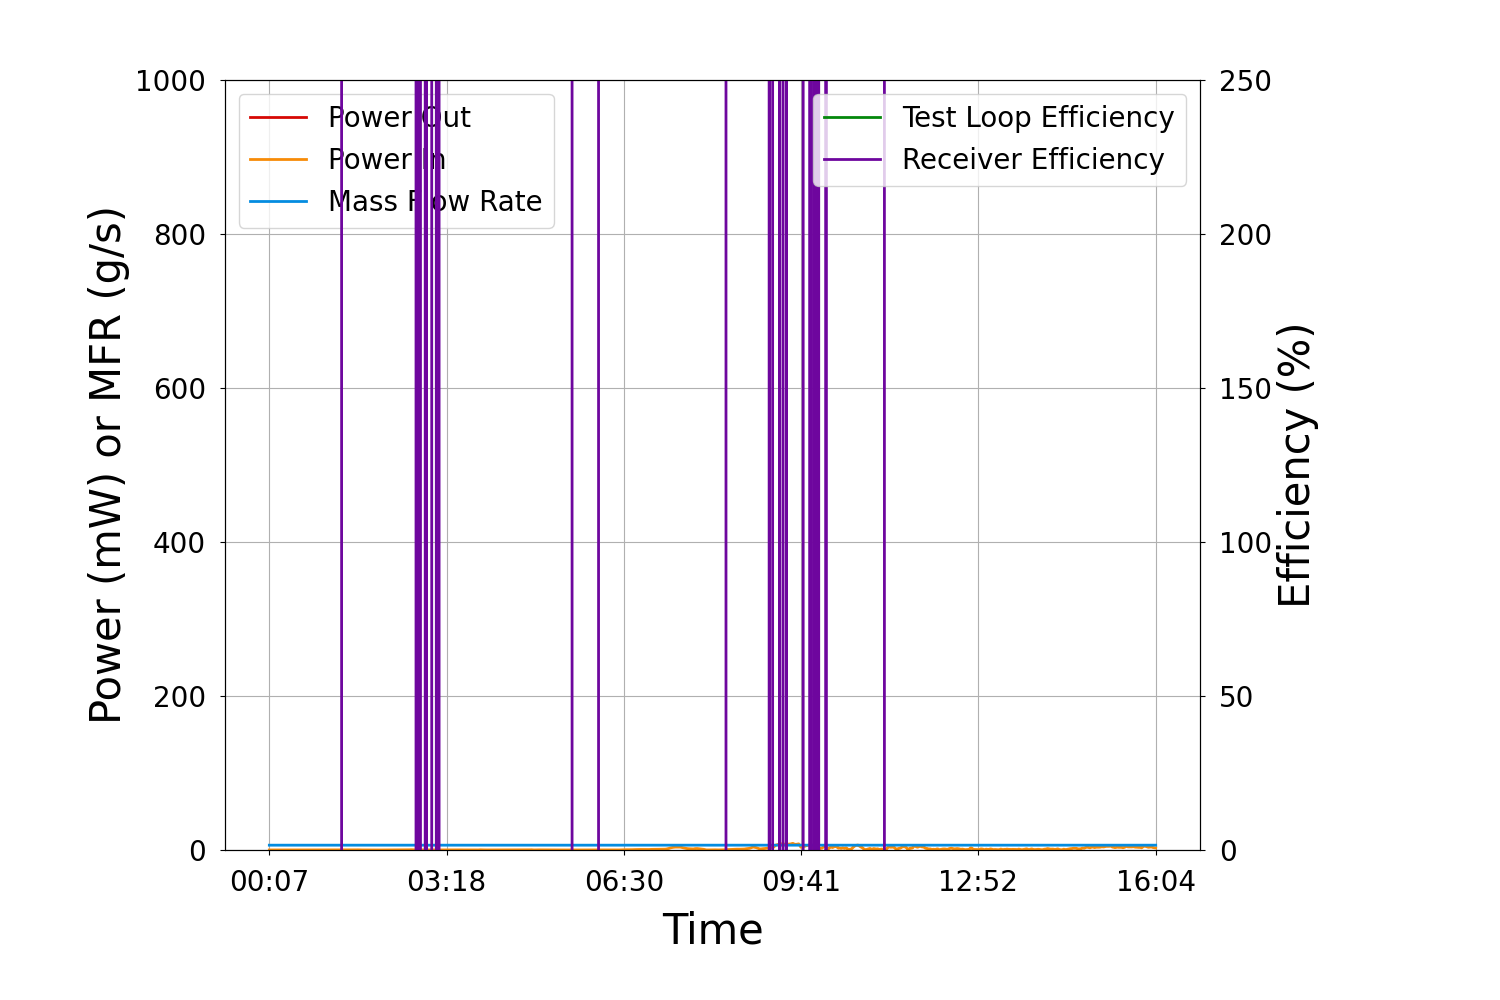 1000
800
600
400
200
0
Power (mW) or MFR (g/s)
Power Out
Power In
Mass Flow Rate
Test Loop Efficiency
Receiver Efficiency
250
200
150
100
50
0
Efficiency (%)
00:07 03:18 06:30 09:41 12:52 16:04
Time